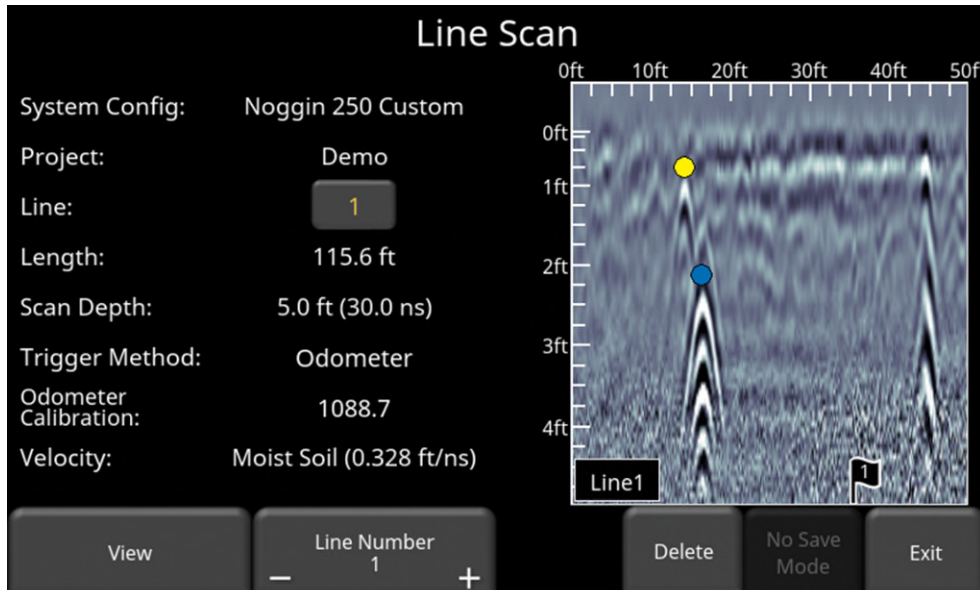 Line Scan
System Config: Noggin 250 Custom
Project: Demo
Line: 1
Length: 115.6 ft
Scan Depth: 5.0 ft (30.0 ns)
Trigger Method: Odometer
Odometer
Calibration: 1088.7
Velocity: Moist Soil (0.328 ft/ns)
0ft 10ft 20ft 30ft 40ft 50f
0ft
1ft
2ft
3ft
4ft
Line1
1
View
Line Number
1
− +
Delete
No Save
Mode
Exit